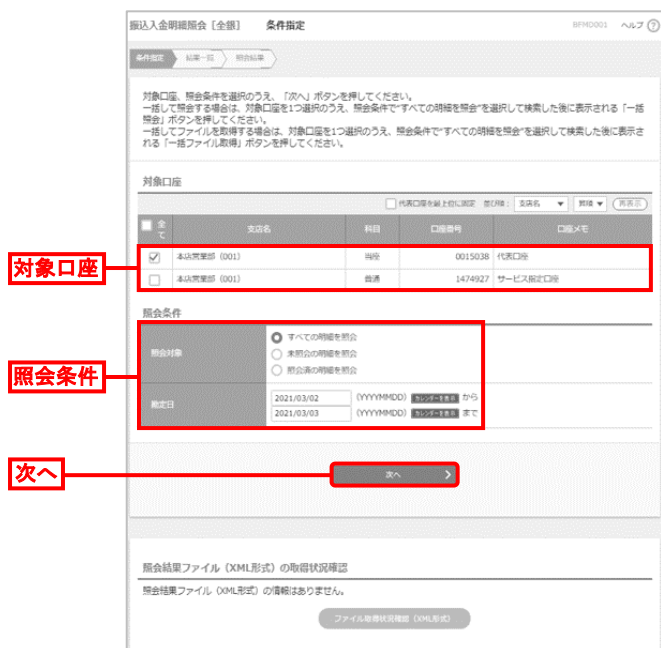 振込入金明細照会［全銀］ 条件指定 BFMD001 ヘルプ ?
条件指定 結果一覧 照会結果
対象口座、照会条件を選択のうえ、「次へ」ボタンを押してください。
一括して照会する場合は、対象口座を1つ選択のうえ、照会条件で"すべての明細を照会"を選択して検索した後に表示される「一括
照会」ボタンを押してください。
一括してファイルを取得する場合は、対象口座を1つ選択のうえ、照会条件で"すべての明細を照会"を選択して検索した後に表示さ
れる「一括ファイル取得」ボタンを押してください。
対象口座
代表口座を最上位に固定 並び順： 支店名 昇順 再表示
全て 支店名 科目 口座番号 口座メモ
対象口座
本店営業部（001） 当座 0015038 代表口座
本店営業部（001） 普通 1474927 サービス指定口座
照会条件
照会条件
照会対象
すべての明細を照会
未照会の明細を照会
照会済の明細を照会
勘定日
2021/03/02 （YYYYMMDD） カレンダーを表示 から
2021/03/03 （YYYYMMDD） カレンダーを表示 まで
次へ
次へ
照会結果ファイル（XML形式）の取得状況確認
照会結果ファイル（XML形式）の情報はありません。
ファイル取得状況確認（XML形式）